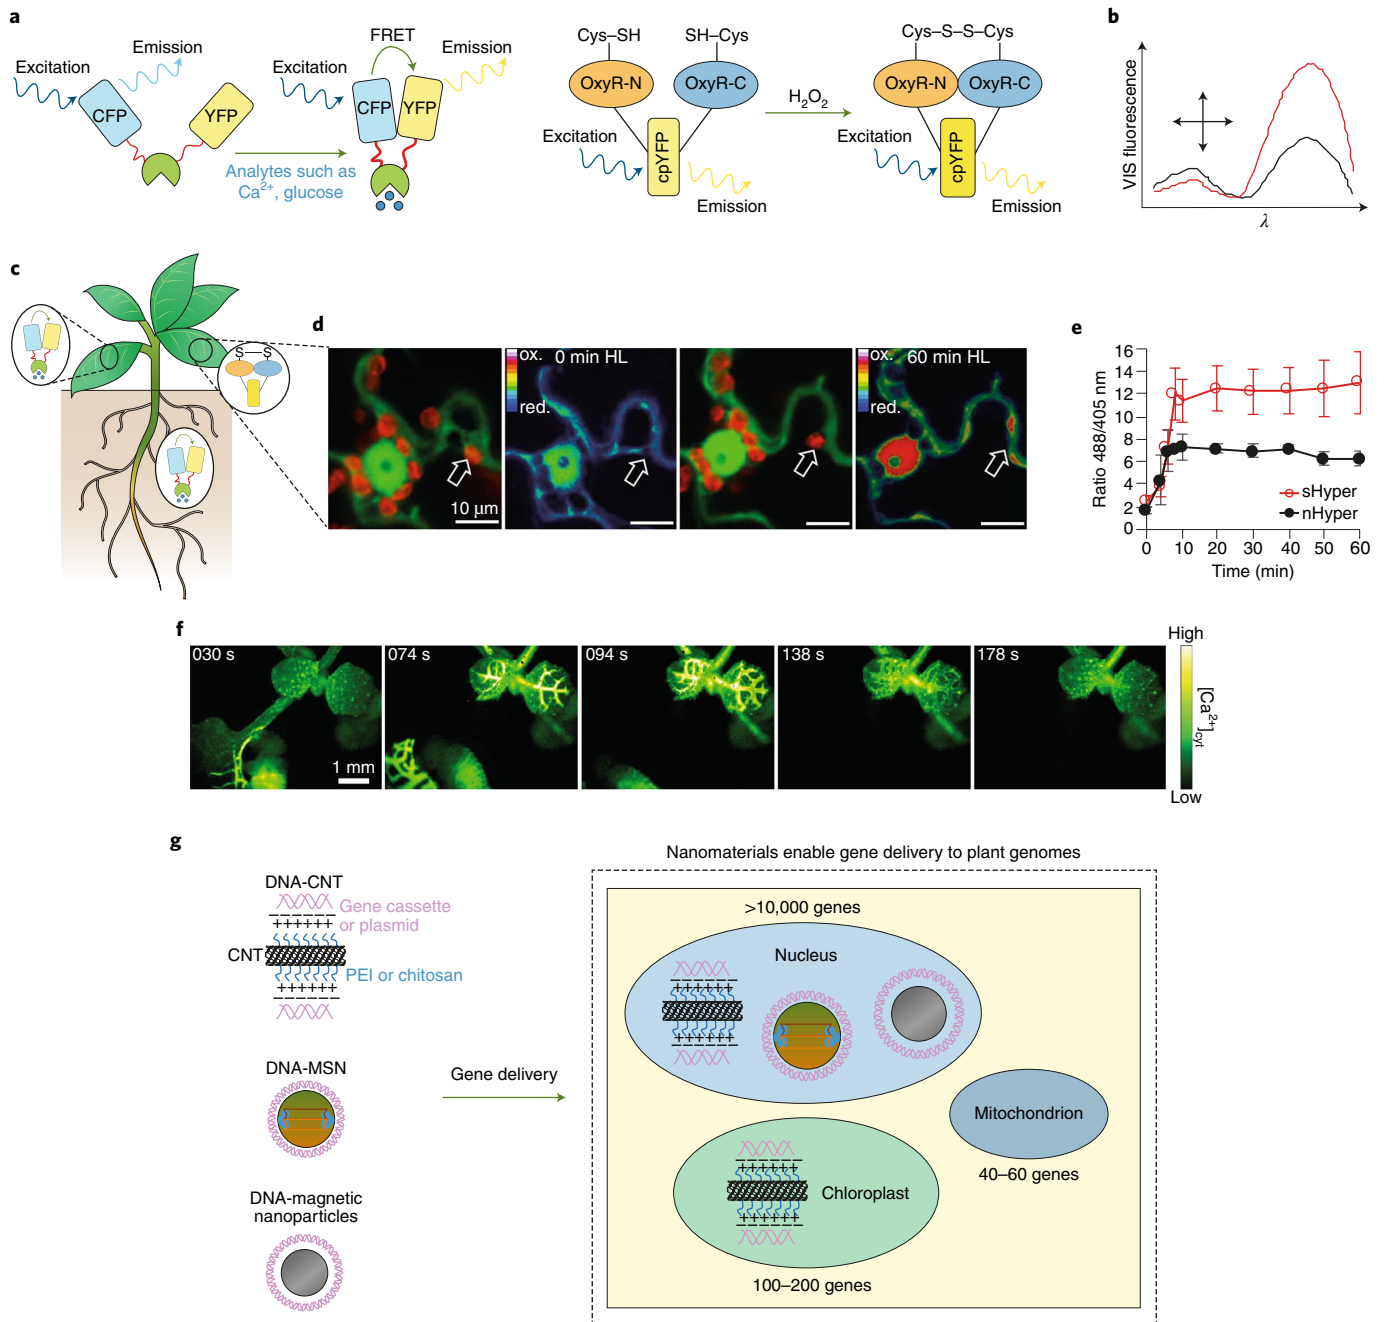 a
Excitation
Emission
CFP
YFP
Analytes such as
Ca2+, glucose
FRET
Excitation
Emission
CFP
YFP
Cys–SH
SH–Cys
OxyR-N
OxyR-C
Excitation
cpYFP
Emission
H2O2
Cys–S–S–Cys
OxyR-N
OxyR-C
Excitation
cpYFP
Emission
b
VIS fluorescence
λ
c
S—S
d
10 μm
ox.
0 min HL
red.
ox.
60 min HL
red.
e
Ratio 488/405 nm
16
14
12
10
8
6
4
2
0
0
10
20
30
40
50
60
Time (min)
sHyper
nHyper
f
030 s
1 mm
074 s
094 s
138 s
178 s
High
[Ca2+]cyt
Low
g
DNA-CNT
Gene cassette
or plasmid
++++++
CNT
PEI or chitosan
++++++
DNA-MSN
DNA-magnetic
nanoparticles
Gene delivery
Nanomaterials enable gene delivery to plant genomes
>10,000 genes
Nucleus
++++++
++++++
Mitochondrion
40–60 genes
++++++
Chloroplast
++++++
100–200 genes